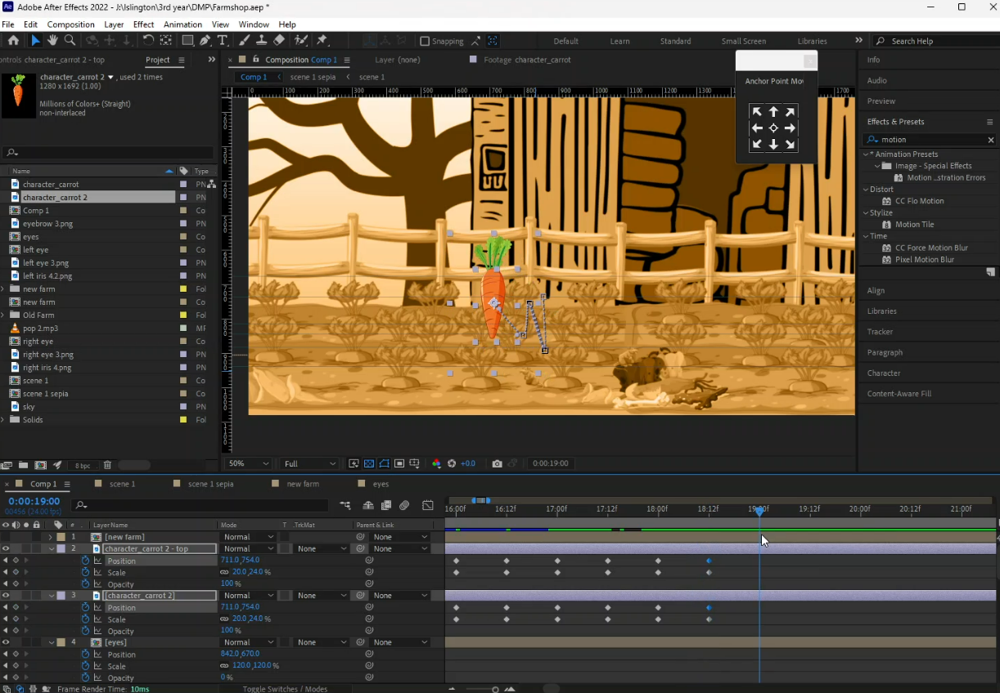 Ae Adobe After Effects 2022 - J:\Islington\3rd year\DMP\Farmshop.aep *
File Edit Composition Layer Effect Animation View Window Help
Snapping Default Learn Standard Small Screen Libraries Search Help
ontrols character_carrot 2 - top Project Composition Comp 1 Layer (none) Footage character_carrot
Comp 1 scene 1 sepia scene 1
character_carrot 2 , used 2 times
1280 x 1692 (1.00)
Millions of Colors+ (Straight)
non-interlaced
Name Type
character_carrot PN
character_carrot 2 PN
Comp 1 Co
eyebrow 3.png PN
eyes Co
left eye Co
left eye 3.png PN
left iris 4.2.png PN
new farm Fol
new farm Co
Old Farm Fol
pop 2.mp3 MF
right eye Co
right eye 3.png PN
right iris 4.png PN
scene 1 Co
scene 1 sepia Co
sky PN
Solids Fol
8 bpc
0 100 200 300 400 500 600 700 800 900 1700
Anchor Point Mov
50% Full +0.0 0:00:19:00
Info
Audio
Preview
Effects & Presets
motion
* Animation Presets
Image - Special Effects
Motion ...stration Errors
Distort
CC Flo Motion
Stylize
Motion Tile
Time
CC Force Motion Blur
Pixel Motion Blur
Align
Libraries
Tracker
Paragraph
Character
Content-Aware Fill
Comp 1 scene 1 scene 1 sepia new farm eyes
0:00:19:00
00456 (24.00 fps)
16:00f 16:12f 17:00f 17:12f 18:00f 18:12f 19:00f 19:12f 20:00f 20:12f 21:00f
# Layer Name Mode T .TrkMat Parent & Link
1 [new farm] Normal None
2 character_carrot 2 - top Normal None None
Position 711.0,754.0
Scale 20.0,24.0%
Opacity 100%
3 [character_carrot 2] Normal None None
Position 711.0,754.0
Scale 20.0,24.0%
Opacity 100%
4 [eyes] Normal None None
Position 842.0,670.0
Scale 120.0,120.0%
Opacity 0%
Frame Render Time: 10ms Toggle Switches / Modes